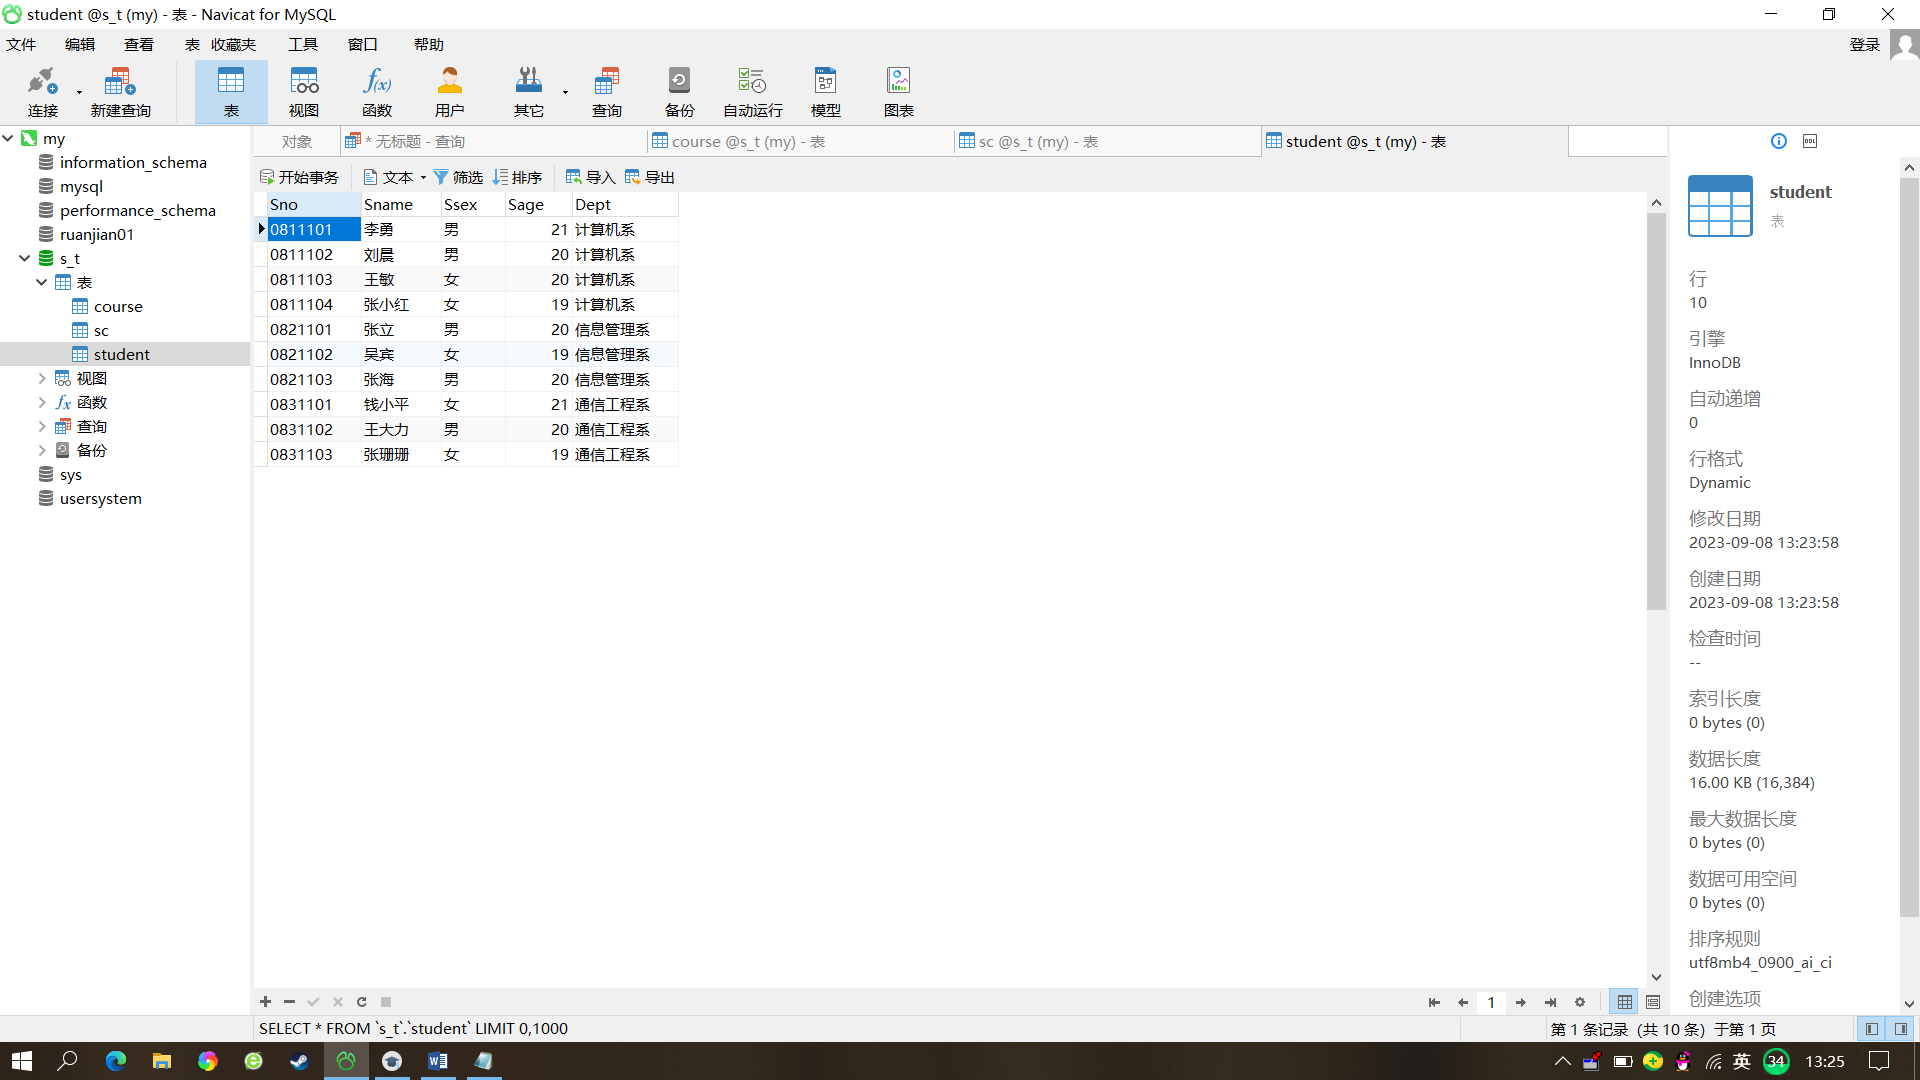 student @s_t (my) - 表 - Navicat for MySQL
文件 编辑 查看 表 收藏夹 工具 窗口 帮助 登录
连接 新建查询 表 视图 函数 用户 其它 查询 备份 自动运行 模型 图表
对象 * 无标题 - 查询 course @s_t (my) - 表 sc @s_t (my) - 表 student @s_t (my) - 表
开始事务 文本 筛选 排序 导入 导出
my
information_schema
mysql
performance_schema
ruanjian01
s_t
表
course
sc
student
视图
函数
查询
备份
sys
usersystem
Sno Sname Ssex Sage Dept
0811101 李勇 男 21 计算机系
0811102 刘晨 男 20 计算机系
0811103 王敏 女 20 计算机系
0811104 张小红 女 19 计算机系
0821101 张立 男 20 信息管理系
0821102 吴宾 女 19 信息管理系
0821103 张海 男 20 信息管理系
0831101 钱小平 女 21 通信工程系
0831102 王大力 男 20 通信工程系
0831103 张珊珊 女 19 通信工程系
DDL
student
表
行
10
引擎
InnoDB
自动递增
0
行格式
Dynamic
修改日期
2023-09-08 13:23:58
创建日期
2023-09-08 13:23:58
检查时间
--
索引长度
0 bytes (0)
数据长度
16.00 KB (16,384)
最大数据长度
0 bytes (0)
数据可用空间
0 bytes (0)
排序规则
utf8mb4_0900_ai_ci
创建选项
1
SELECT * FROM `s_t`.`student` LIMIT 0,1000
第 1 条记录 (共 10 条) 于第 1 页
英 34 13:25